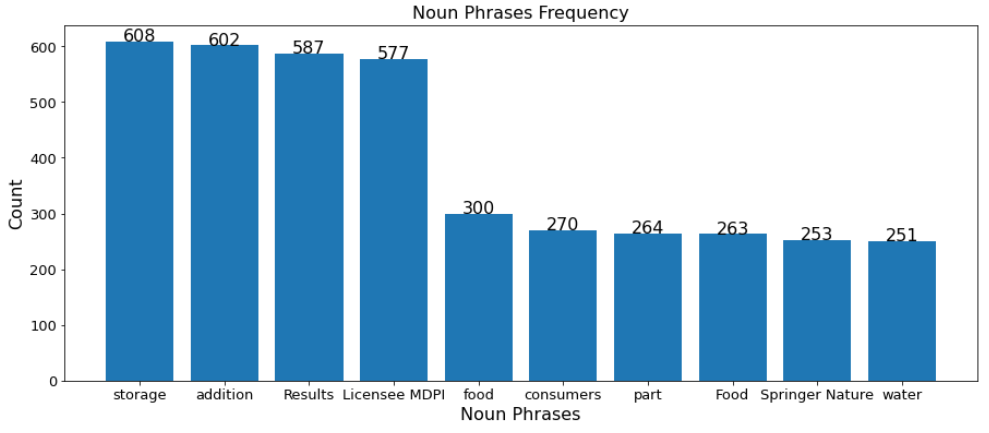 Noun Phrases Frequency
Count
600
500
400
300
200
100
0
608 602 587 577 300 270 264 263 253 251
storage addition Results Licensee MDPI food consumers part Food Springer Nature water
Noun Phrases